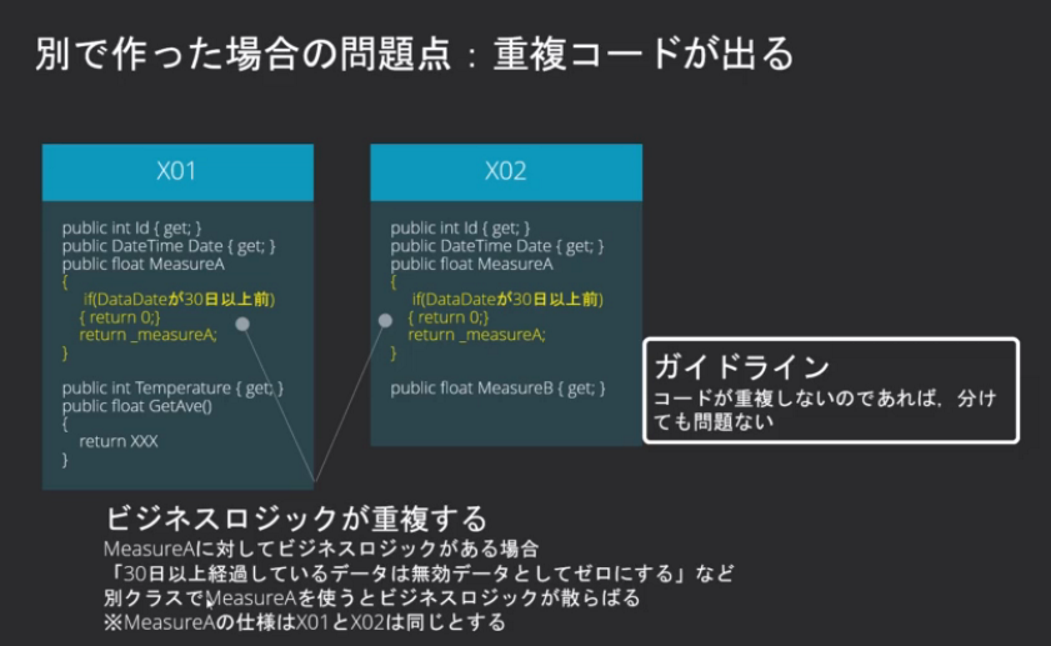 別で作った場合の問題点：重複コードが出る
X01
public int Id { get; }
public DateTime Date { get; }
public float MeasureA
{
if(DataDateが30日以上前)
{ return 0;}
return _measureA;
}
public int Temperature { get; }
public float GetAve()
{
return XXX
}
X02
public int Id { get; }
public DateTime Date { get; }
public float MeasureA
{
if(DataDateが30日以上前)
{ return 0;}
return _measureA;
}
public float MeasureB { get; }
ガイドライン
コードが重複しないのであれば，分け
ても問題ない
ビジネスロジックが重複する
MeasureAに対してビジネスロジックがある場合
「30日以上経過しているデータは無効データとしてゼロにする」など
別クラスでMeasureAを使うとビジネスロジックが散らばる
※MeasureAの仕様はX01とX02は同じとする